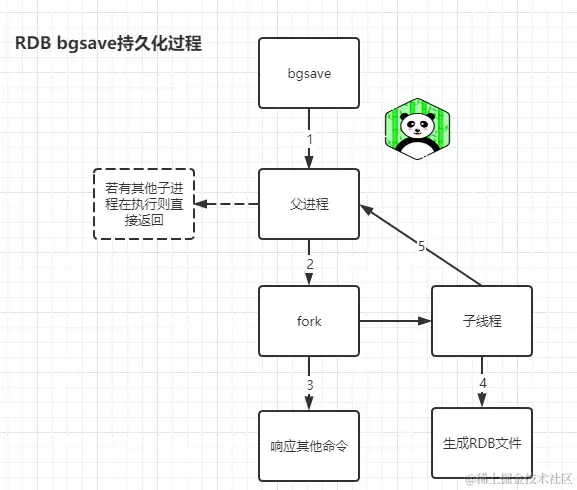 RDB bgsave持久化过程
bgsave
1
若有其他子进
程在执行则直
接返回
父进程
5
2
fork
子线程
3
4
响应其他命令
生成RDB文件
@稀土掘金技术社区